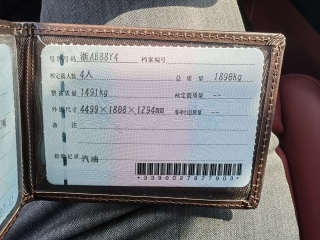 号牌号码 浙AE88Y4 档案编号
核定载人数 4人 总质量 1898kg
整备质量 1491kg 核定载质量 --
外廓尺寸 4499×1808×1294mm 准牵引总质量 --
备注
检验记录 汽油
*3390027877903*